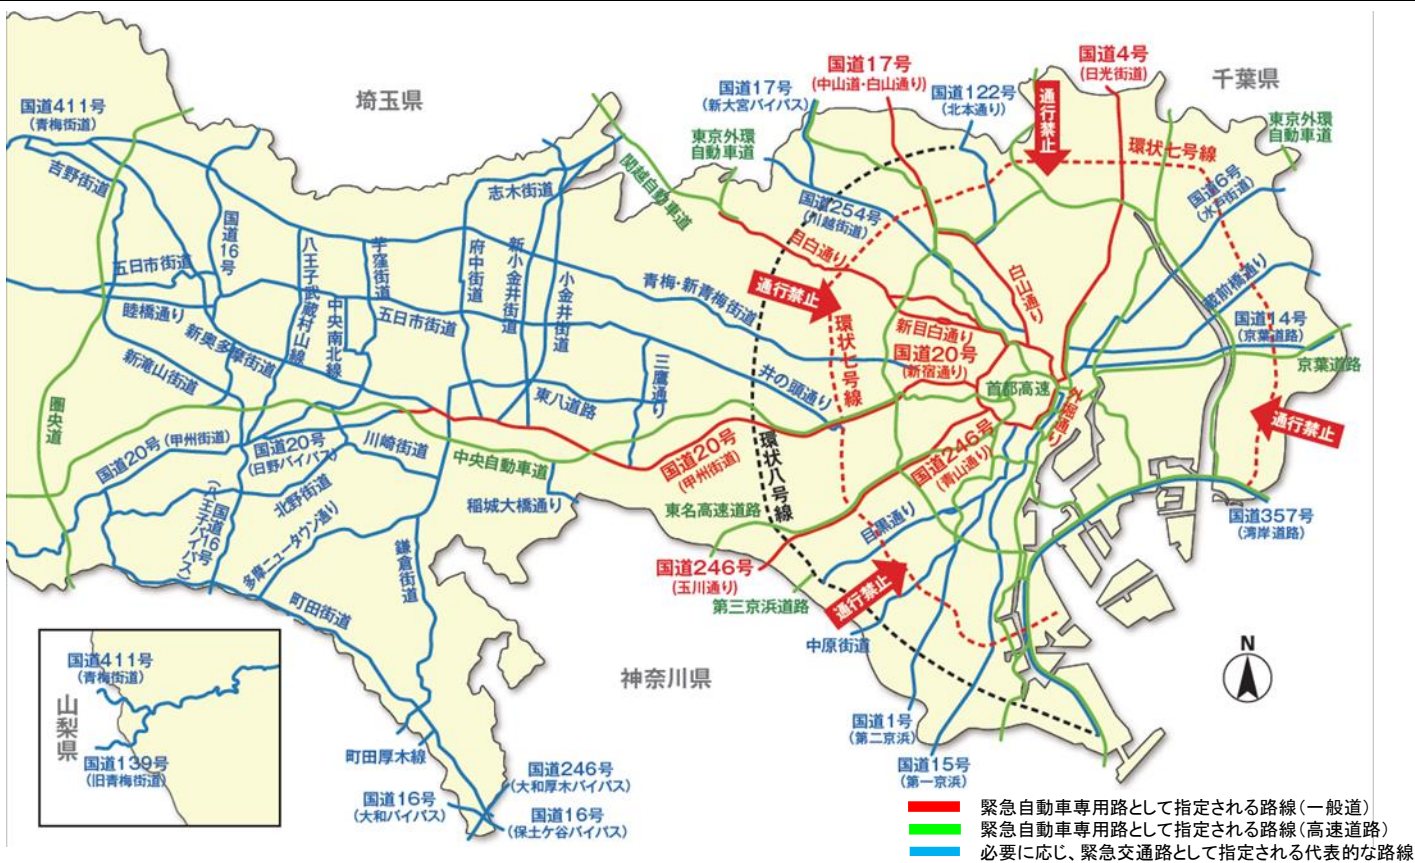 国道17号
(中山道・白山通り)
国道4号
(日光街道)
千葉県
国道17号
(新大宮バイパス)
国道122号
(北本通り)
埼玉県
国道411号
(青梅街道)
通行禁止
東京外環
自動車道
東京外環
自動車道
環状七号線
関越自動車道
吉野街道
志木街道
国道6号
(水戸街道)
国道254号
(川越街道)
国道16号
八王子武蔵村山線
芋窪街道
府中街道
新小金井街道
小金井街道
目白通り
白山通り
五日市街道
青梅・新青梅街道
通行禁止
蔵前橋通り
睦橋通り
新奥多摩街道
中央南北線
五日市街道
環状七号線
新目白通り
国道14号
(京葉道路)
国道20号
(新宿通り)
京葉道路
新滝山街道
三鷹通り
井の頭通り
首都高速
東八道路
外堀通り
圏央道
通行禁止
国道20号(甲州街道)
国道20号
(日野バイパス)
川崎街道
中央自動車道
国道20号
(甲州街道)
環状八号線
国道246号
(青山通り)
北野街道
稲城大橋通り
東名高速道路
目黒通り
国道357号
(湾岸道路)
国道16号
(八王子バイパス)
多摩ニュータウン通り
鎌倉街道
国道246号
(玉川通り)
第三京浜道路
通行禁止
町田街道
中原街道
N
神奈川県
国道411号
(青梅街道)
山梨県
国道139号
(旧青梅街道)
国道1号
(第二京浜)
町田厚木線
国道15号
(第一京浜)
国道246号
(大和厚木バイパス)
国道16号
(大和バイパス)
国道16号
(保土ケ谷バイパス)
緊急自動車専用路として指定される路線(一般道)
緊急自動車専用路として指定される路線(高速道路)
必要に応じ、緊急交通路として指定される代表的な路線